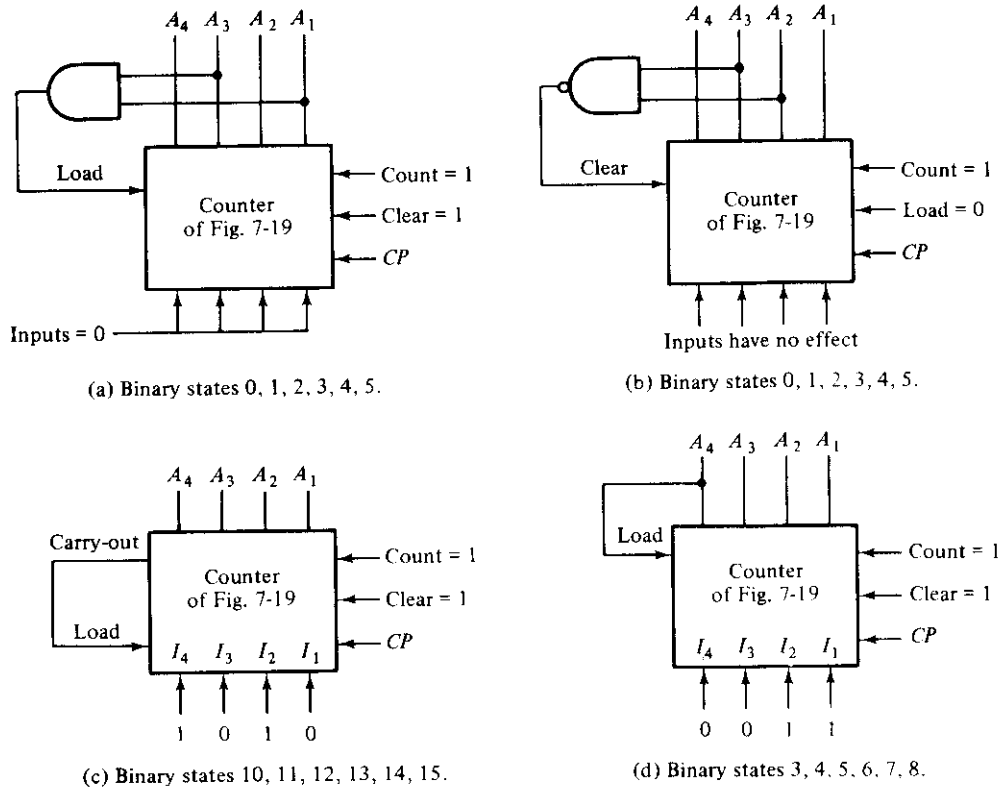 A4 A3 A2 A1
Load
Count = 1
Counter
of Fig. 7-19
Clear = 1
CP
Inputs = 0
(a) Binary states 0, 1, 2, 3, 4, 5.
A4 A3 A2 A1
Clear
Count = 1
Counter
of Fig. 7-19
Load = 0
CP
Inputs have no effect
(b) Binary states 0, 1, 2, 3, 4, 5.
A4 A3 A2 A1
Carry-out
Count = 1
Counter
of Fig. 7-19
Clear = 1
Load
CP
I4 I3 I2 I1
1 0 1 0
(c) Binary states 10, 11, 12, 13, 14, 15.
A4 A3 A2 A1
Load
Count = 1
Counter
of Fig. 7-19
Clear = 1
CP
I4 I3 I2 I1
0 0 1 1
(d) Binary states 3, 4, 5, 6, 7, 8.